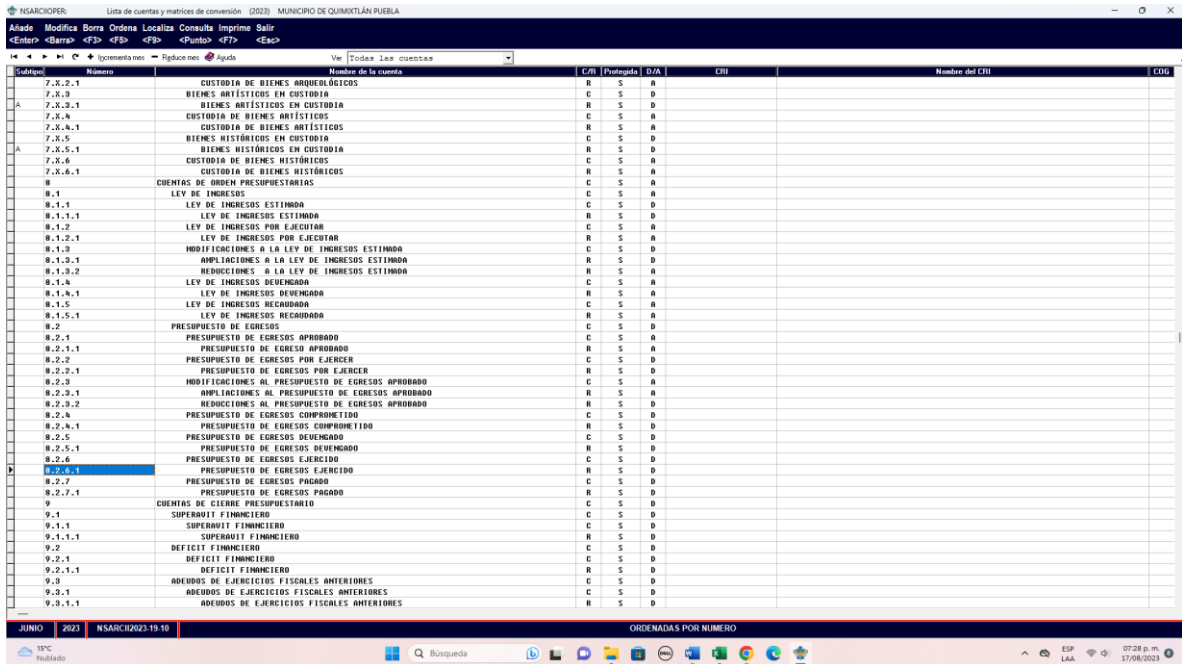 NSARCIIOPER: Lista de cuentas y matrices de conversión (2023) MUNICIPIO DE QUIMIXTLÁN PUEBLA
Añade Modifica Borra Ordena Localiza Consulta Imprime Salir
<Enter> <Barra> <F3> <F5> <F9> <Punto> <F7> <Esc>
Incrementa mes Reduce mes Ayuda Ver Todas las cuentas
Subtipo Número Nombre de la cuenta C/R Protegida D/A CRI Nombre del CRI COG
7.X.2.1 CUSTODIA DE BIENES ARQUEOLÓGICOS R S A
7.X.3 BIENES ARTÍSTICOS EN CUSTODIA C S D
A 7.X.3.1 BIENES ARTÍSTICOS EN CUSTODIA R S D
7.X.4 CUSTODIA DE BIENES ARTÍSTICOS C S A
7.X.4.1 CUSTODIA DE BIENES ARTÍSTICOS R S A
7.X.5 BIENES HISTÓRICOS EN CUSTODIA C S D
A 7.X.5.1 BIENES HISTÓRICOS EN CUSTODIA R S D
7.X.6 CUSTODIA DE BIENES HISTÓRICOS C S A
7.X.6.1 CUSTODIA DE BIENES HISTÓRICOS R S A
8 CUENTAS DE ORDEN PRESUPUESTARIAS C S A
8.1 LEY DE INGRESOS C S A
8.1.1 LEY DE INGRESOS ESTIMADA C S D
8.1.1.1 LEY DE INGRESOS ESTIMADA R S D
8.1.2 LEY DE INGRESOS POR EJECUTAR C S A
8.1.2.1 LEY DE INGRESOS POR EJECUTAR R S A
8.1.3 MODIFICACIONES A LA LEY DE INGRESOS ESTIMADA C S D
8.1.3.1 AMPLIACIONES A LA LEY DE INGRESOS ESTIMADA R S D
8.1.3.2 REDUCCIONES A LA LEY DE INGRESOS ESTIMADA R S A
8.1.4 LEY DE INGRESOS DEVENGADA C S A
8.1.4.1 LEY DE INGRESOS DEVENGADA R S A
8.1.5 LEY DE INGRESOS RECAUDADA C S A
8.1.5.1 LEY DE INGRESOS RECAUDADA R S A
8.2 PRESUPUESTO DE EGRESOS C S D
8.2.1 PRESUPUESTO DE EGRESOS APROBADO C S A
8.2.1.1 PRESUPUESTO DE EGRESO APROBADO R S A
8.2.2 PRESUPUESTO DE EGRESOS POR EJERCER C S D
8.2.2.1 PRESUPUESTO DE EGRESOS POR EJERCER R S D
8.2.3 MODIFICACIONES AL PRESUPUESTO DE EGRESOS APROBADO C S A
8.2.3.1 AMPLIACIONES AL PRESUPUESTO DE EGRESOS APROBADO R S A
8.2.3.2 REDUCCIONES AL PRESUPUESTO DE EGRESOS APROBADO R S D
8.2.4 PRESUPUESTO DE EGRESOS COMPROMETIDO C S D
8.2.4.1 PRESUPUESTO DE EGRESOS COMPROMETIDO R S D
8.2.5 PRESUPUESTO DE EGRESOS DEVENGADO C S D
8.2.5.1 PRESUPUESTO DE EGRESOS DEVENGADO R S D
8.2.6 PRESUPUESTO DE EGRESOS EJERCIDO C S D
8.2.6.1 PRESUPUESTO DE EGRESOS EJERCIDO R S D
8.2.7 PRESUPUESTO DE EGRESOS PAGADO C S D
8.2.7.1 PRESUPUESTO DE EGRESOS PAGADO R S D
9 CUENTAS DE CIERRE PRESUPUESTARIO C S D
9.1 SUPERAVIT FINANCIERO C S D
9.1.1 SUPERAVIT FINANCIERO C S D
9.1.1.1 SUPERAVIT FINANCIERO R S D
9.2 DEFICIT FINANCIERO C S D
9.2.1 DEFICIT FINANCIERO C S D
9.2.1.1 DEFICIT FINANCIERO R S D
9.3 ADEUDOS DE EJERCICIOS FISCALES ANTERIORES C S D
9.3.1 ADEUDOS DE EJERCICIOS FISCALES ANTERIORES C S D
9.3.1.1 ADEUDOS DE EJERCICIOS FISCALES ANTERIORES R S D
JUNIO 2023 NSARCII2023-19-10 ORDENADAS POR NUMERO
15°C
Nublado
Búsqueda
ESP
LAA
07:28 p. m.
17/08/2023